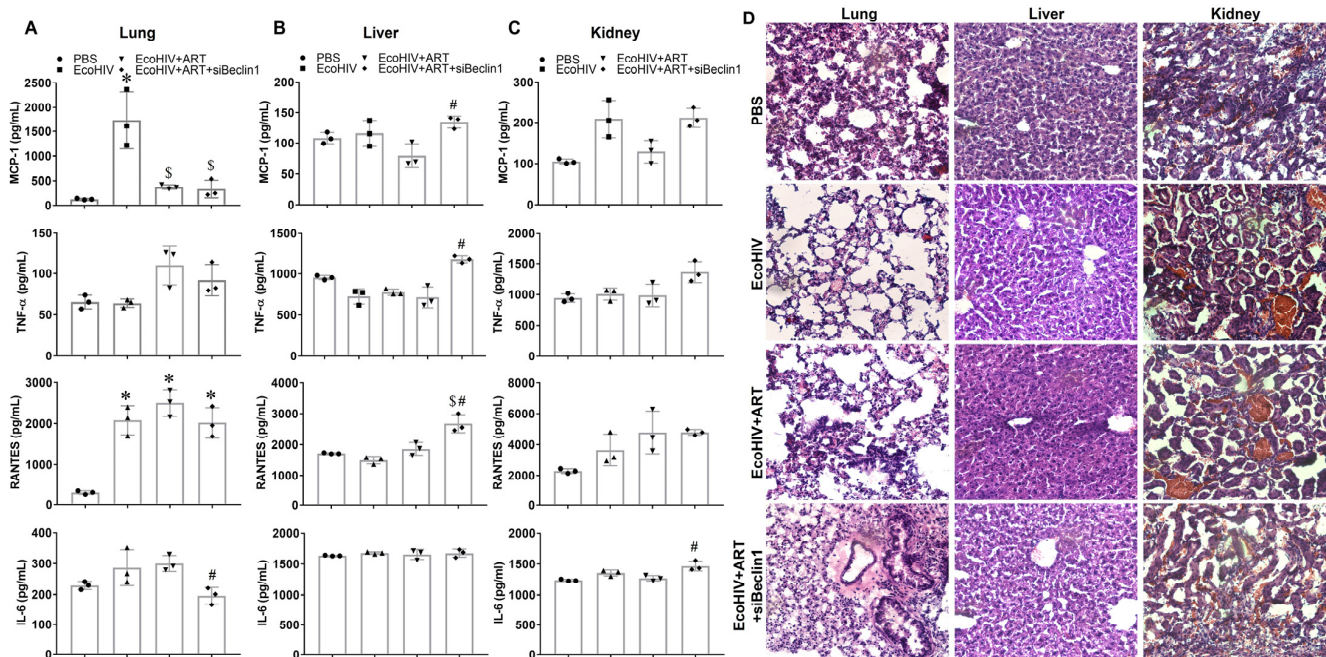 A
Lung
● PBS ▼ EcoHIV+ART
■ EcoHIV ◆ EcoHIV+ART+siBeclin1
MCP-1 (pg/mL)
2500
2000
1500
1000
500
0
*
$
$
TNF-α (pg/mL)
150
100
50
0
RANTES (pg/mL)
3000
2000
1000
0
*
*
*
IL-6 (pg/mL)
400
300
200
100
0
#
B
Liver
● PBS ▼ EcoHIV+ART
■ EcoHIV ◆ EcoHIV+ART+siBeclin1
MCP-1 (pg/mL)
200
150
100
50
0
#
TNF-α (pg/mL)
1500
1000
500
0
#
RANTES (pg/mL)
4000
3000
2000
1000
0
$ #
IL-6 (pg/mL)
2000
1500
1000
500
0
C
Kidney
● PBS ▼ EcoHIV+ART
■ EcoHIV ◆ EcoHIV+ART+siBeclin1
MCP-1 (pg/mL)
300
200
100
0
TNF-α (pg/mL)
2000
1500
1000
500
0
RANTES (pg/mL)
8000
6000
4000
2000
0
IL-6 (pg/ml)
2000
1500
1000
500
0
#
D
Lung
Liver
Kidney
PBS
EcoHIV
EcoHIV+ART
EcoHIV+ART
+siBeclin1